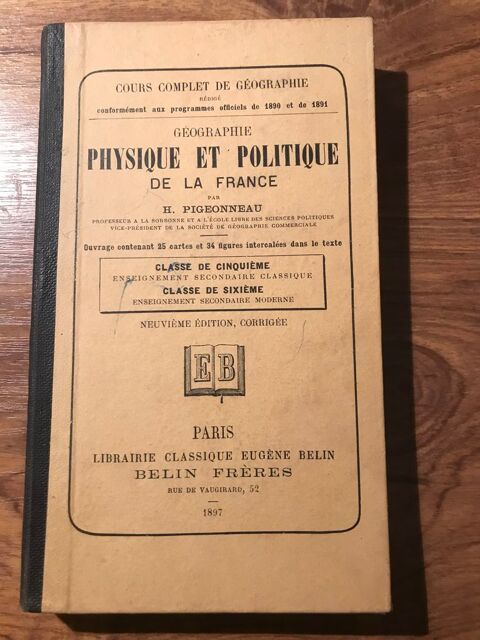 COURS COMPLET DE GÉOGRAPHIE
RÉDIGÉ
conformément aux programmes officiels de 1890 et de 1891
GÉOGRAPHIE
PHYSIQUE ET POLITIQUE
DE LA FRANCE
PAR
H. PIGEONNEAU
PROFESSEUR A LA SORBONNE ET A L'ÉCOLE LIBRE DES SCIENCES POLITIQUES
VICE-PRÉSIDENT DE LA SOCIÉTÉ DE GÉOGRAPHIE COMMERCIALE
Ouvrage contenant 25 cartes et 34 figures intercalées dans le texte
CLASSE DE CINQUIÈME
ENSEIGNEMENT SECONDAIRE CLASSIQUE
CLASSE DE SIXIÈME
ENSEIGNEMENT SECONDAIRE MODERNE
NEUVIÈME ÉDITION, CORRIGÉE
EB
PARIS
LIBRAIRIE CLASSIQUE EUGÈNE BELIN
BELIN FRÈRES
RUE DE VAUGIRARD, 52
1897